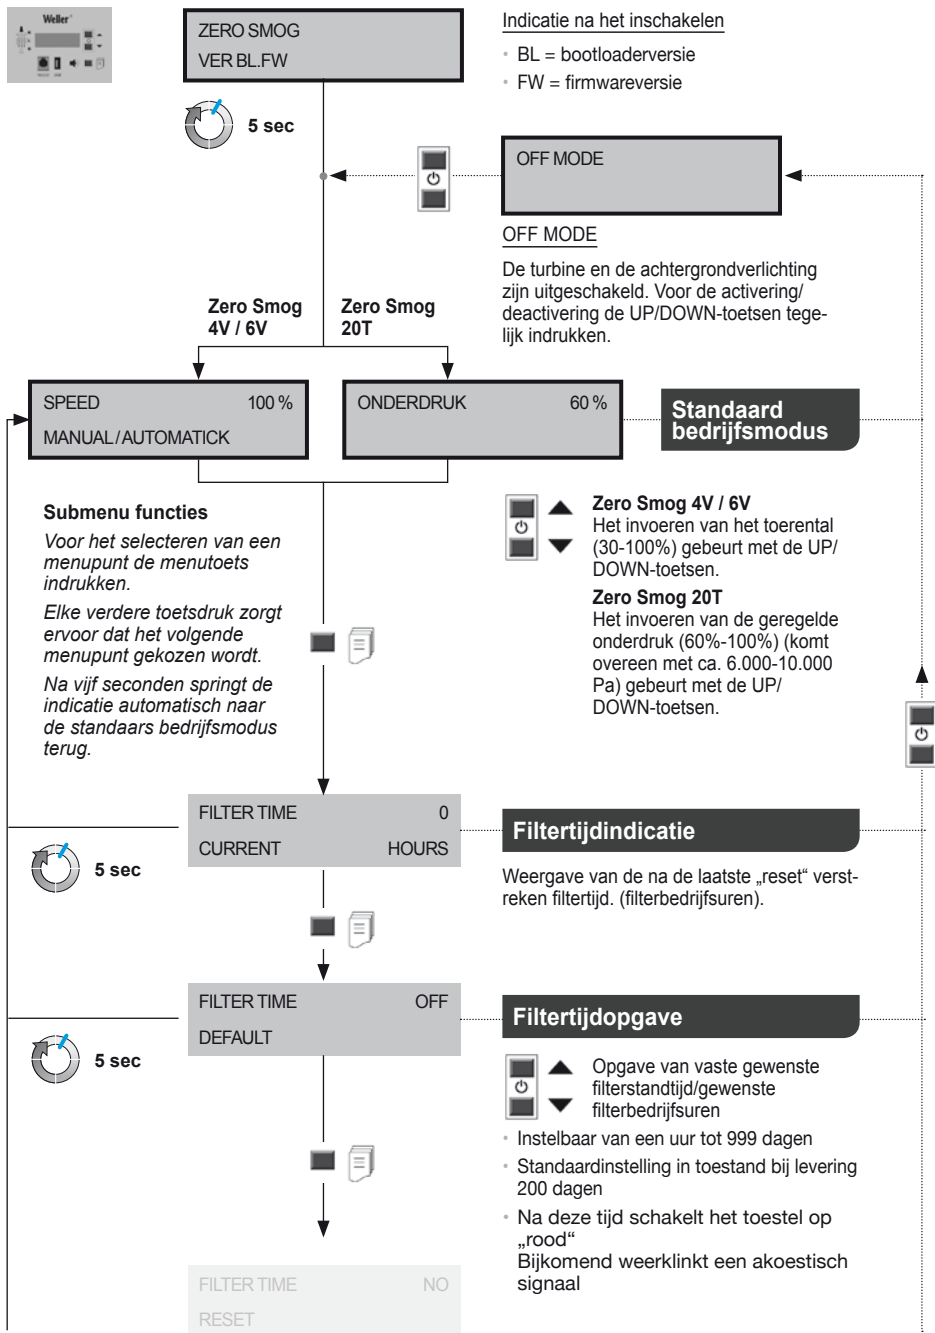 Weller
ZERO SMOG
VER BL.FW
Indicatie na het inschakelen
• BL = bootloaderversie
• FW = firmwareversie
5 sec
OFF MODE
OFF MODE
De turbine en de achtergrondverlichting
zijn uitgeschakeld. Voor de activering/
deactivering de UP/DOWN-toetsen tege-
lijk indrukken.
Zero Smog
4V / 6V
Zero Smog
20T
SPEED 100 %
MANUAL / AUTOMATICK
ONDERDRUK 60 %
Standaard
bedrijfsmodus
Submenu functies
Voor het selecteren van een
menupunt de menutoets
indrukken.
Elke verdere toetsdruk zorgt
ervoor dat het volgende
menupunt gekozen wordt.
Na vijf seconden springt de
indicatie automatisch naar
de standaars bedrijfsmodus
terug.
Zero Smog 4V / 6V
Het invoeren van het toerental
(30-100%) gebeurt met de UP/
DOWN-toetsen.
Zero Smog 20T
Het invoeren van de geregelde
onderdruk (60%-100%) (komt
overeen met ca. 6.000-10.000
Pa) gebeurt met de UP/
DOWN-toetsen.
FILTER TIME 0
CURRENT HOURS
5 sec
Filtertijdindicatie
Weergave van de na de laatste „reset“ verst-
reken filtertijd. (filterbedrijfsuren).
FILTER TIME OFF
DEFAULT
5 sec
Filtertijdopgave
Opgave van vaste gewenste
filterstandtijd/gewenste
filterbedrijfsuren
• Instelbaar van een uur tot 999 dagen
• Standaardinstelling in toestand bij levering
200 dagen
• Na deze tijd schakelt het toestel op
„rood“
Bijkomend weerklinkt een akoestisch
signaal
FILTER TIME NO
RESET